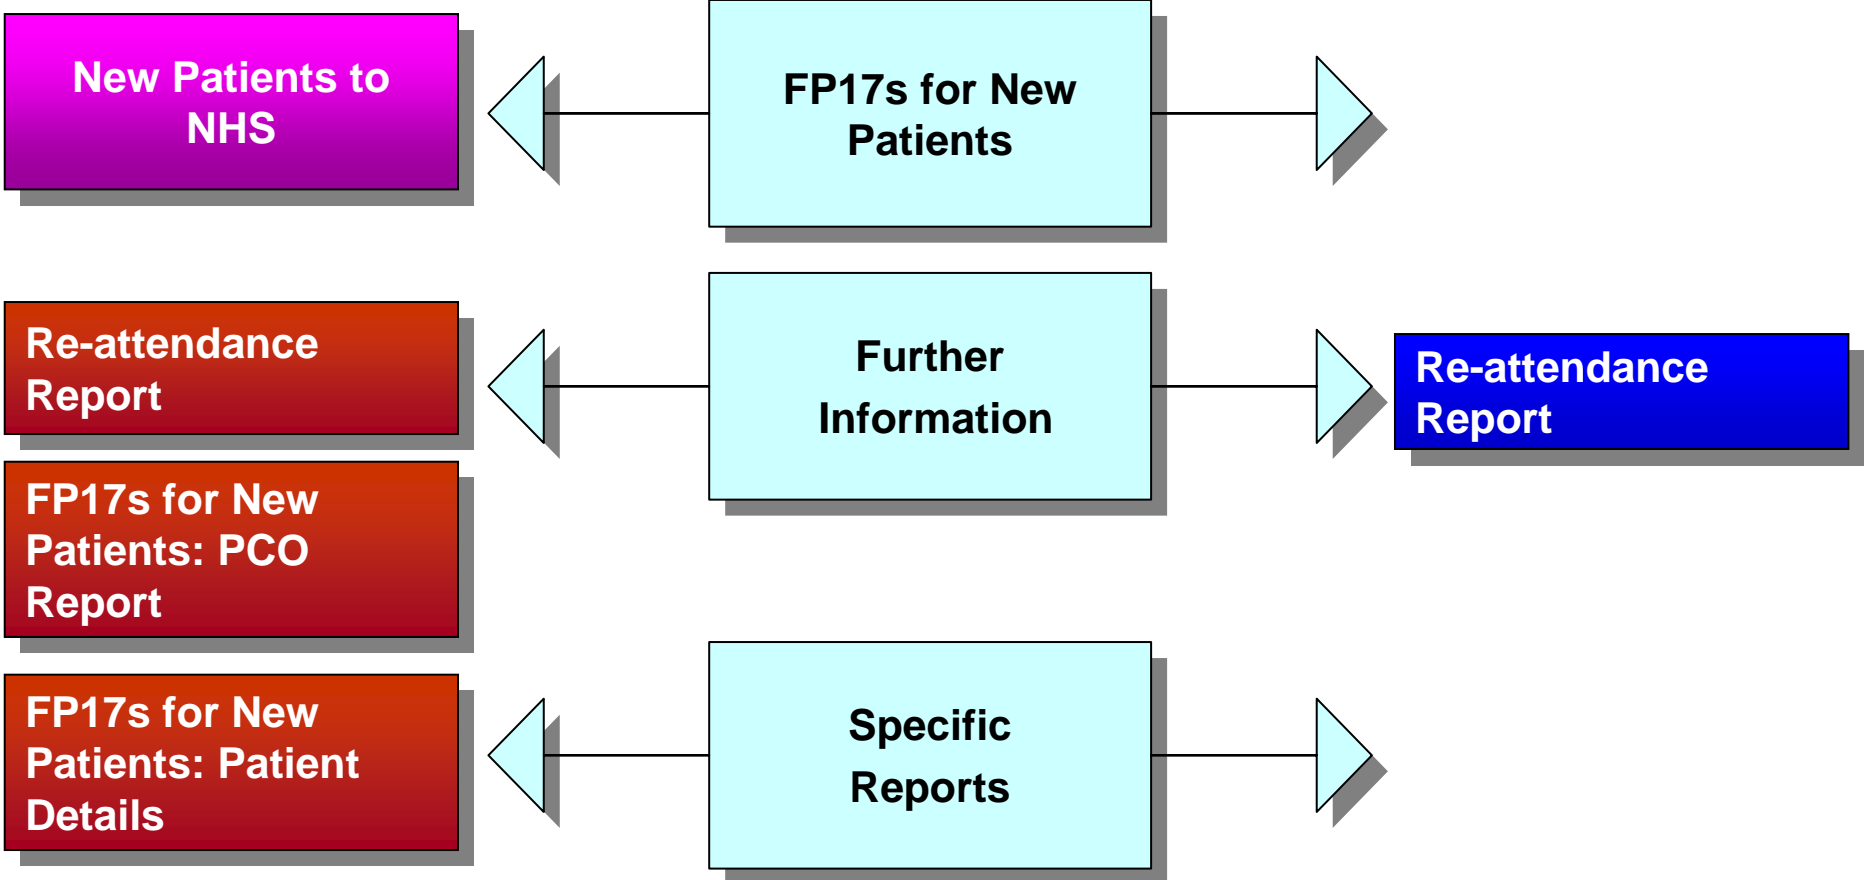 New Patients to
NHS
FP17s for New
Patients
Re-attendance
Report
Further
Information
Re-attendance
Report
FP17s for New
Patients: PCO
Report
FP17s for New
Patients: Patient
Details
Specific
Reports